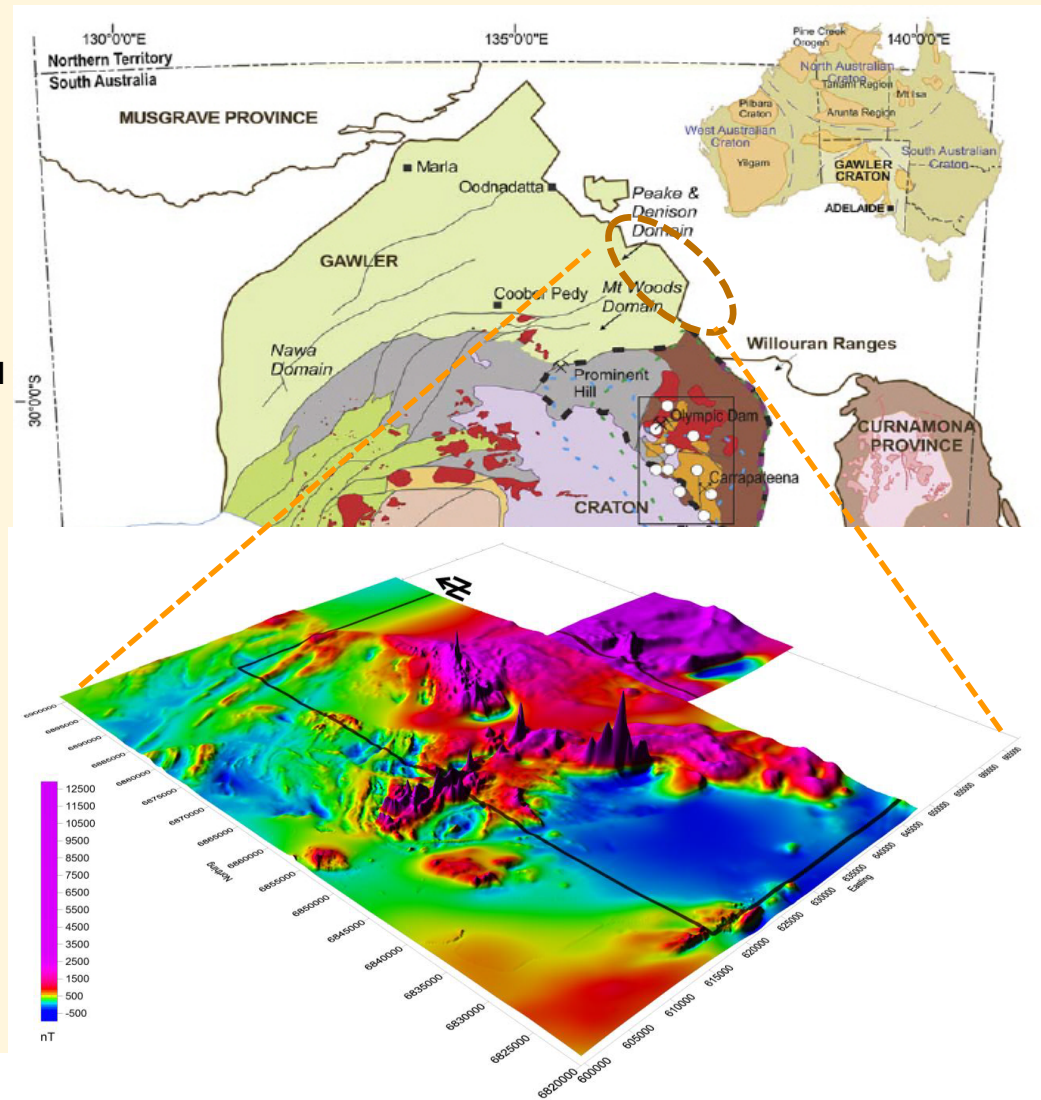 130°0'0"E
135°0'0"E
140°0'0"E
Northern Territory
South Australia
MUSGRAVE PROVINCE
Marla
Oodnadatta
Peake &
Denison
Domain
GAWLER
Coober Pedy
Mt Woods
Domain
Nawa
Domain
Willouran Ranges
30°0'0"S
Prominent
Hill
Olympic Dam
CURNAMONA
PROVINCE
Carrapateena
CRATON
Pine Creek
Orogen
North Australian
Craton
Tanami Region
Mt Isa
Pilbara
Craton
Arunta Region
West Australian
Craton
South Australian
Craton
Yilgarn
GAWLER
CRATON
ADELAIDE
N
6900000
6895000
6890000
6885000
6880000
6875000
6870000
6865000
6860000
6855000
6850000
6845000
6840000
6835000
6830000
6825000
6820000
Northing
600000
605000
610000
615000
620000
625000
630000
635000
640000
645000
650000
655000
660000
665000
Easting
12500
11500
10500
9500
8500
7500
6500
5500
4500
3500
2500
1500
500
-500
nT